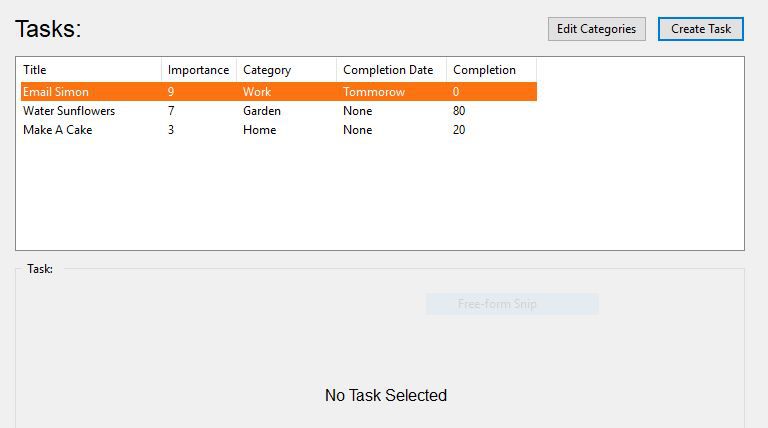 Tasks: Edit Categories Create Task
Title Importance Category Completion Date Completion
Email Simon 9 Work Tommorow 0
Water Sunflowers 7 Garden None 80
Make A Cake 3 Home None 20
Task:
Free-form Snip
No Task Selected